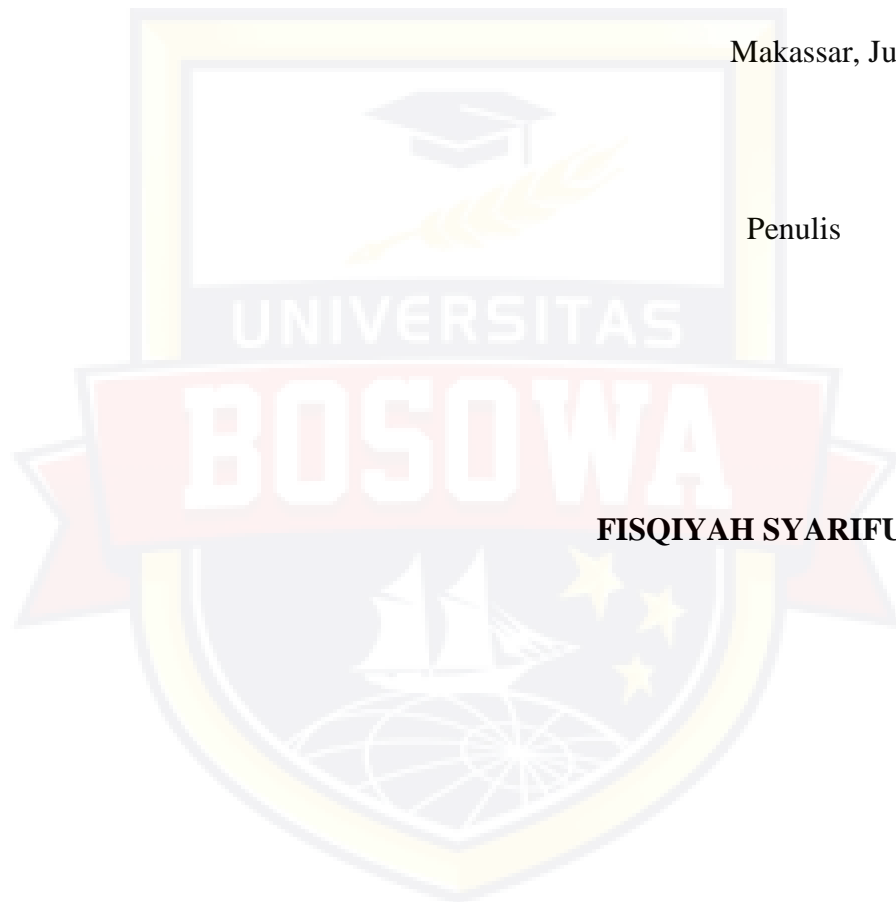 Makassar, Ju
Penulis
UNIVERSITAS
BOSOWA
FISQIYAH SYARIFU